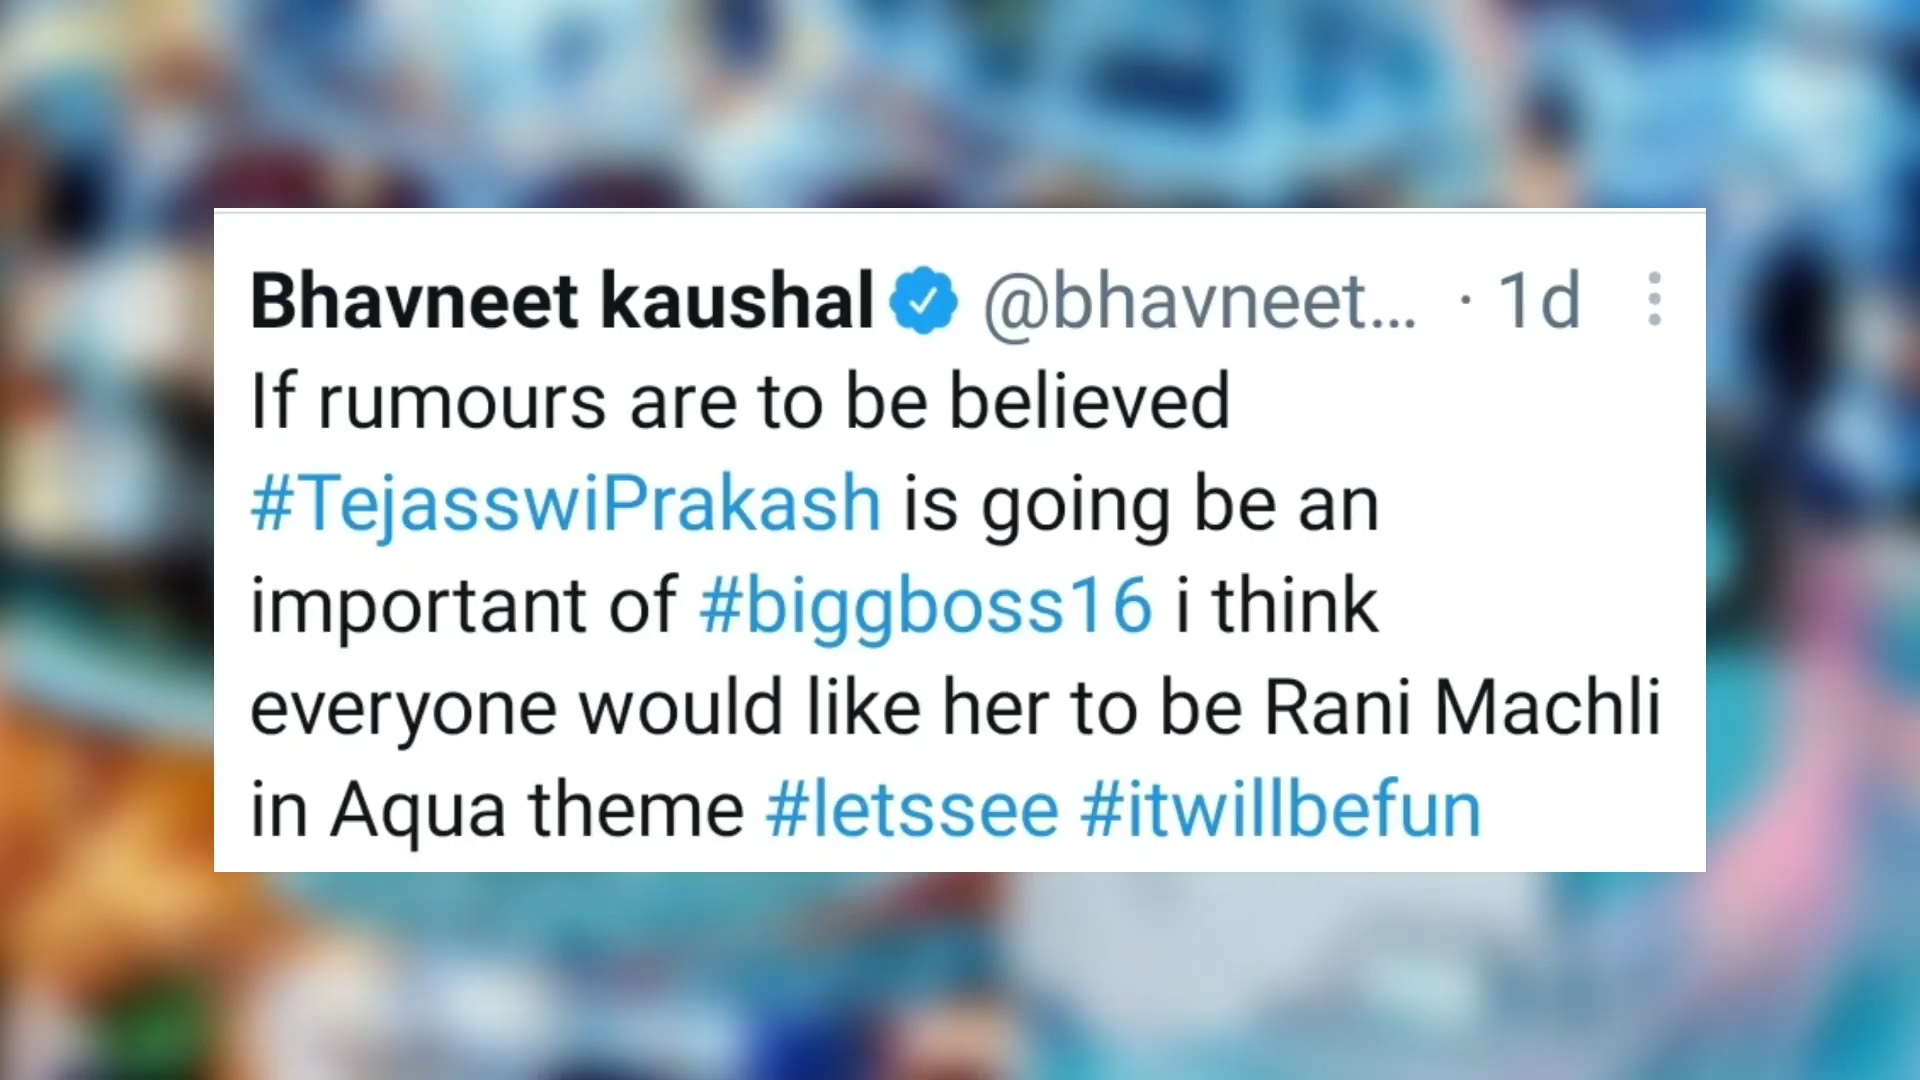 Bhavneet kaushal @bhavneet... · 1d
If rumours are to be believed
#TejasswiPrakash is going be an
important of #biggboss16 i think
everyone would like her to be Rani Machli
in Aqua theme #letssee #itwillbefun